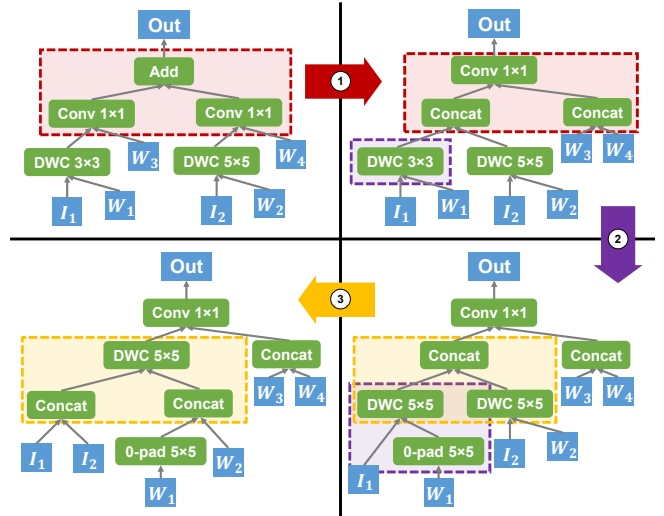 Out
Add
Conv 1×1
Conv 1×1
DWC 3×3
W₃
DWC 5×5
W₄
I₁
W₁
I₂
W₂
1
Out
Conv 1×1
Concat
Concat
DWC 3×3
DWC 5×5
W₃
W₄
I₁
W₁
I₂
W₂
2
Out
Conv 1×1
DWC 5×5
Concat
Concat
Concat
W₃
W₄
I₁
I₂
0-pad 5×5
W₂
W₁
3
Out
Conv 1×1
Concat
Concat
DWC 5×5
DWC 5×5
W₃
W₄
I₁
0-pad 5×5
I₂
W₂
W₁